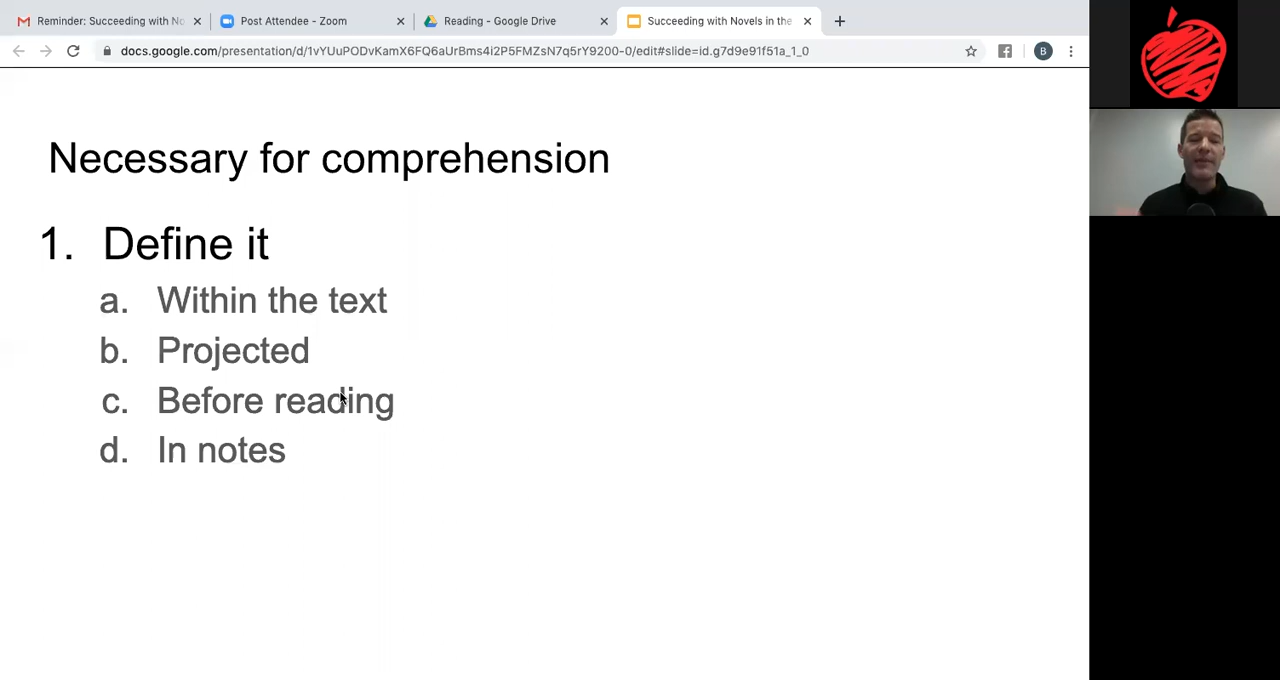 Reminder: Succeeding with No
Post Attendee - Zoom
Reading - Google Drive
Succeeding with Novels in the
docs.google.com/presentation/d/1vYUuPODvKamX6FQ6aUrBms4i2P5FMZsN7q5rY9200-0/edit#slide=id.g7d9e91f51a_1_0
B
Necessary for comprehension
1. Define it
a. Within the text
b. Projected
c. Before reading
d. In notes